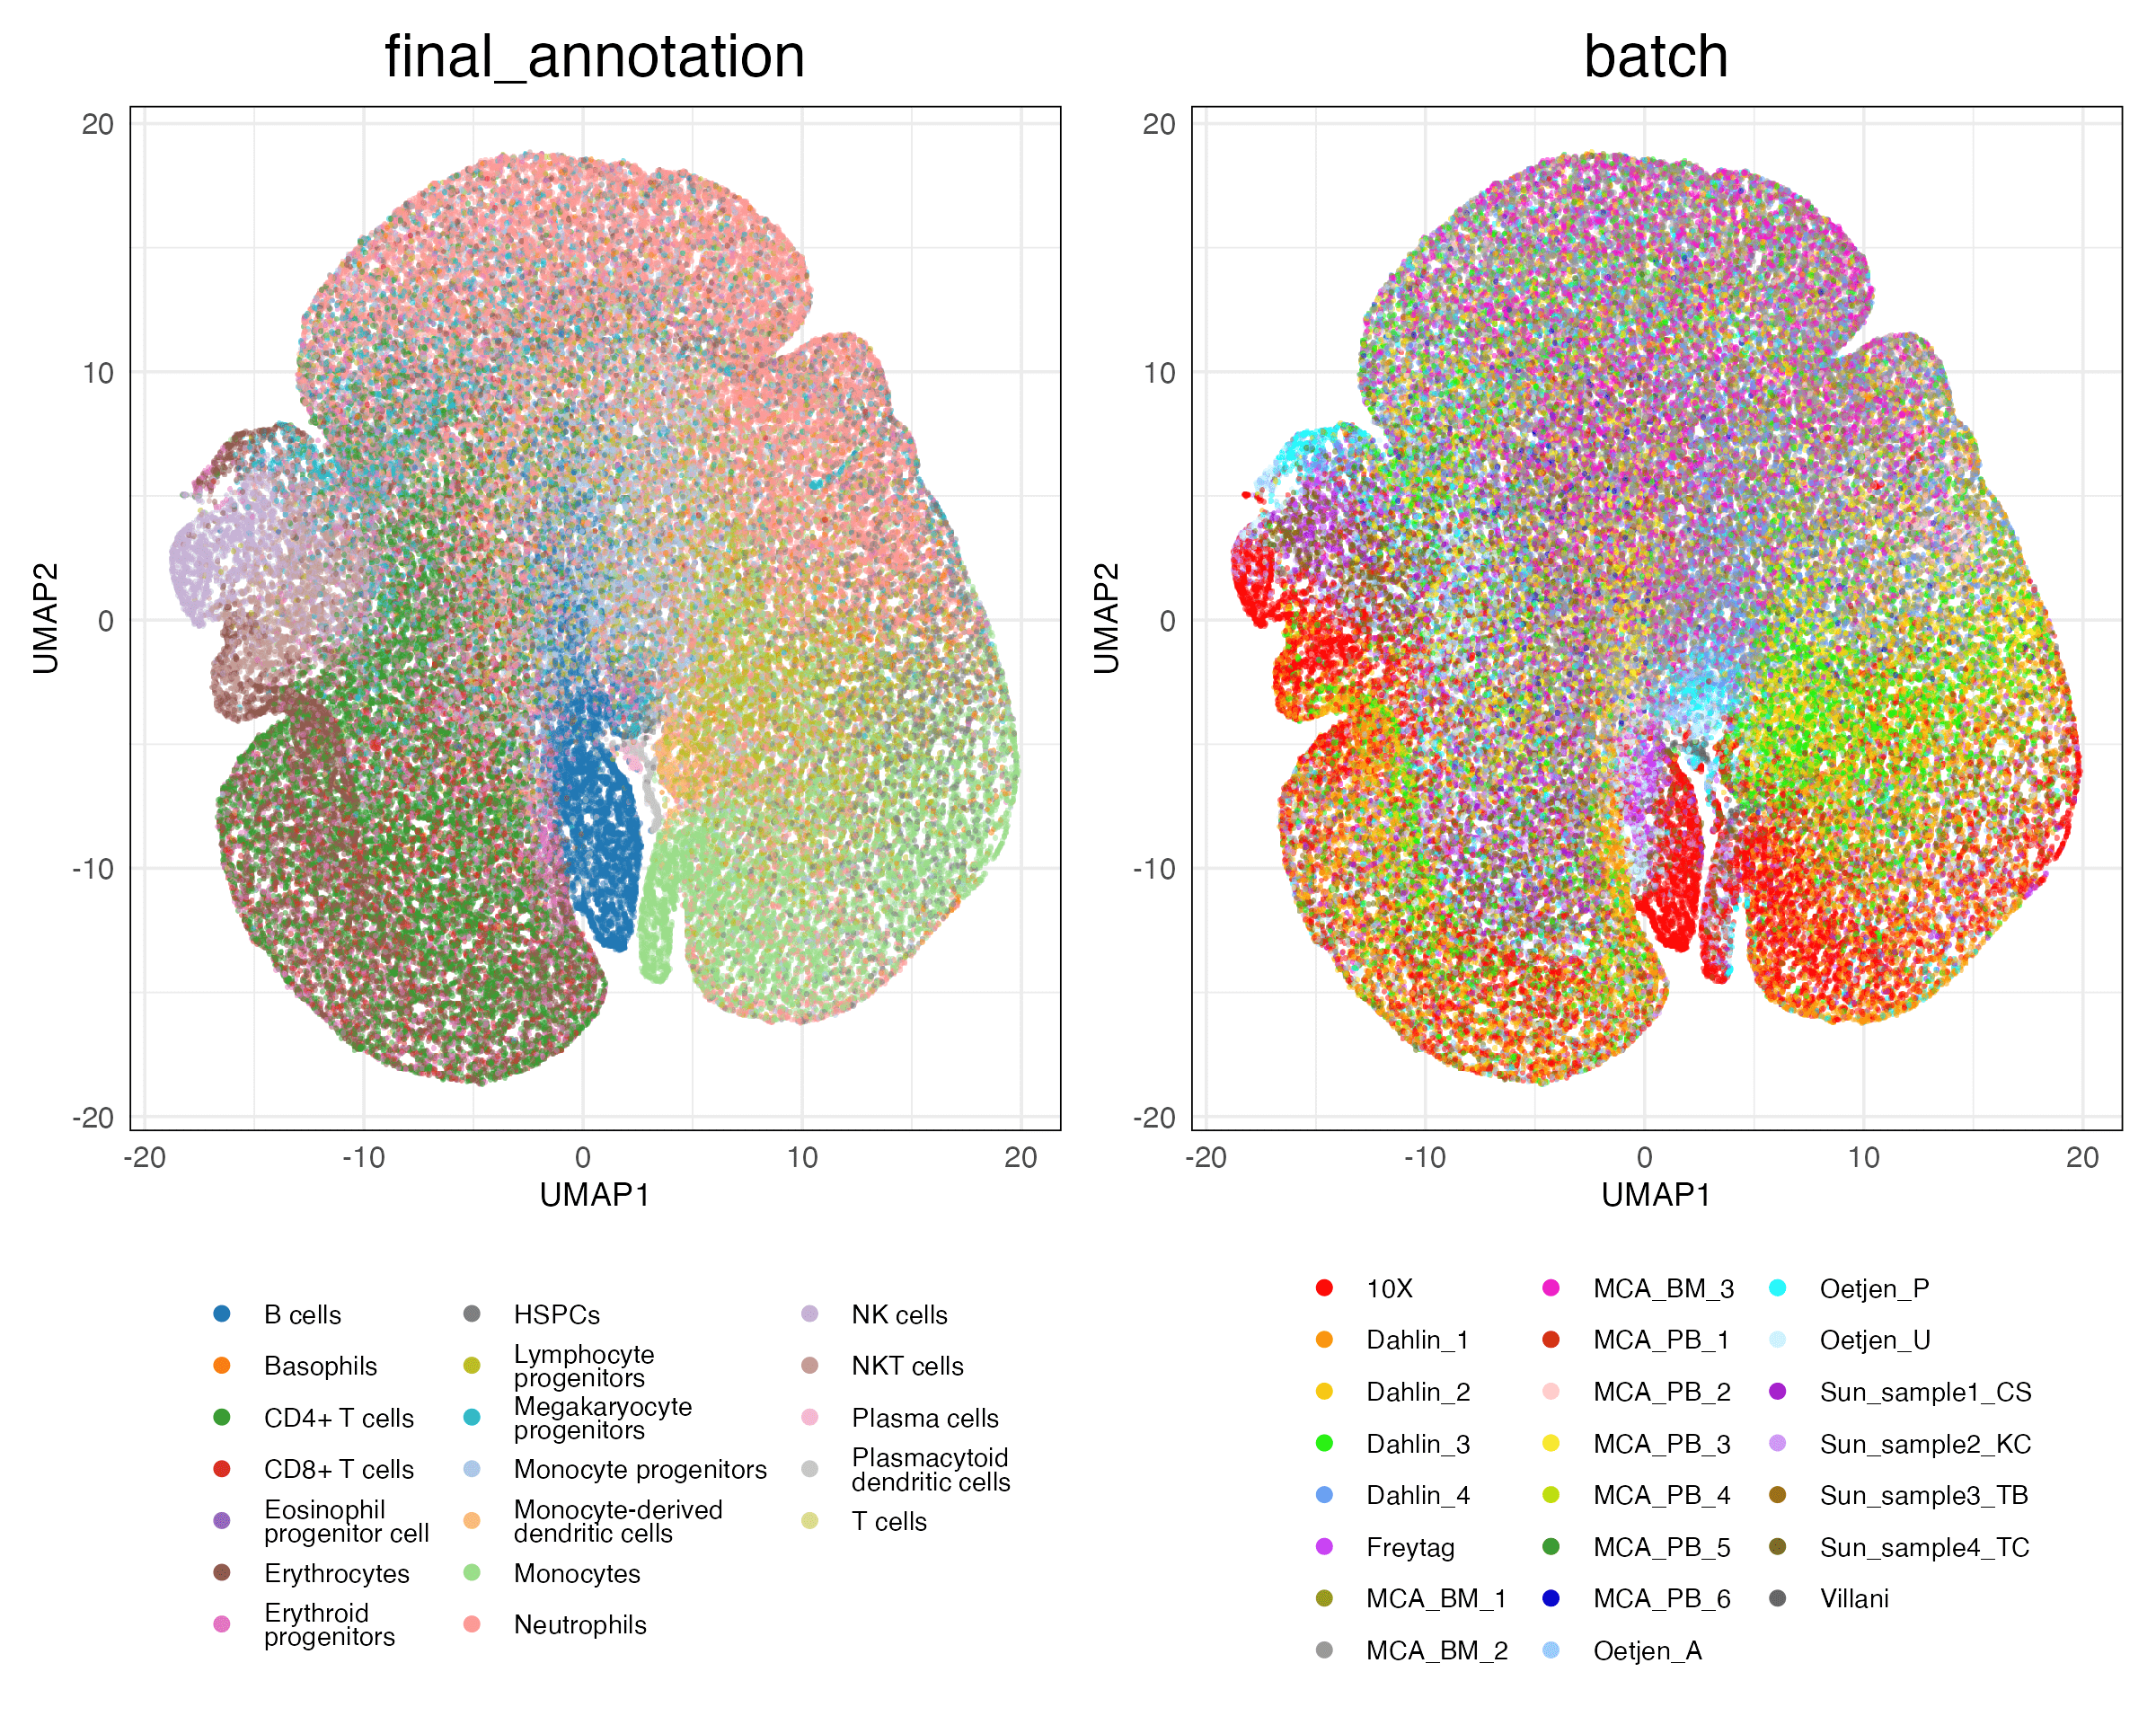 final_annotation
batch
20
10
0
-10
-20
UMAP2
-20
-10
0
10
20
UMAP1
20
10
0
-10
-20
UMAP2
-20
-10
0
10
20
UMAP1
B cells
Basophils
CD4+ T cells
CD8+ T cells
Eosinophil
progenitor cell
Erythrocytes
Erythroid
progenitors
HSPCs
Lymphocyte
progenitors
Megakaryocyte
progenitors
Monocyte progenitors
Monocyte-derived
dendritic cells
Monocytes
Neutrophils
NK cells
NKT cells
Plasma cells
Plasmacytoid
dendritic cells
T cells
10X
Dahlin_1
Dahlin_2
Dahlin_3
Dahlin_4
Freytag
MCA_BM_1
MCA_BM_2
MCA_BM_3
MCA_PB_1
MCA_PB_2
MCA_PB_3
MCA_PB_4
MCA_PB_5
MCA_PB_6
Oetjen_A
Oetjen_P
Oetjen_U
Sun_sample1_CS
Sun_sample2_KC
Sun_sample3_TB
Sun_sample4_TC
Villani